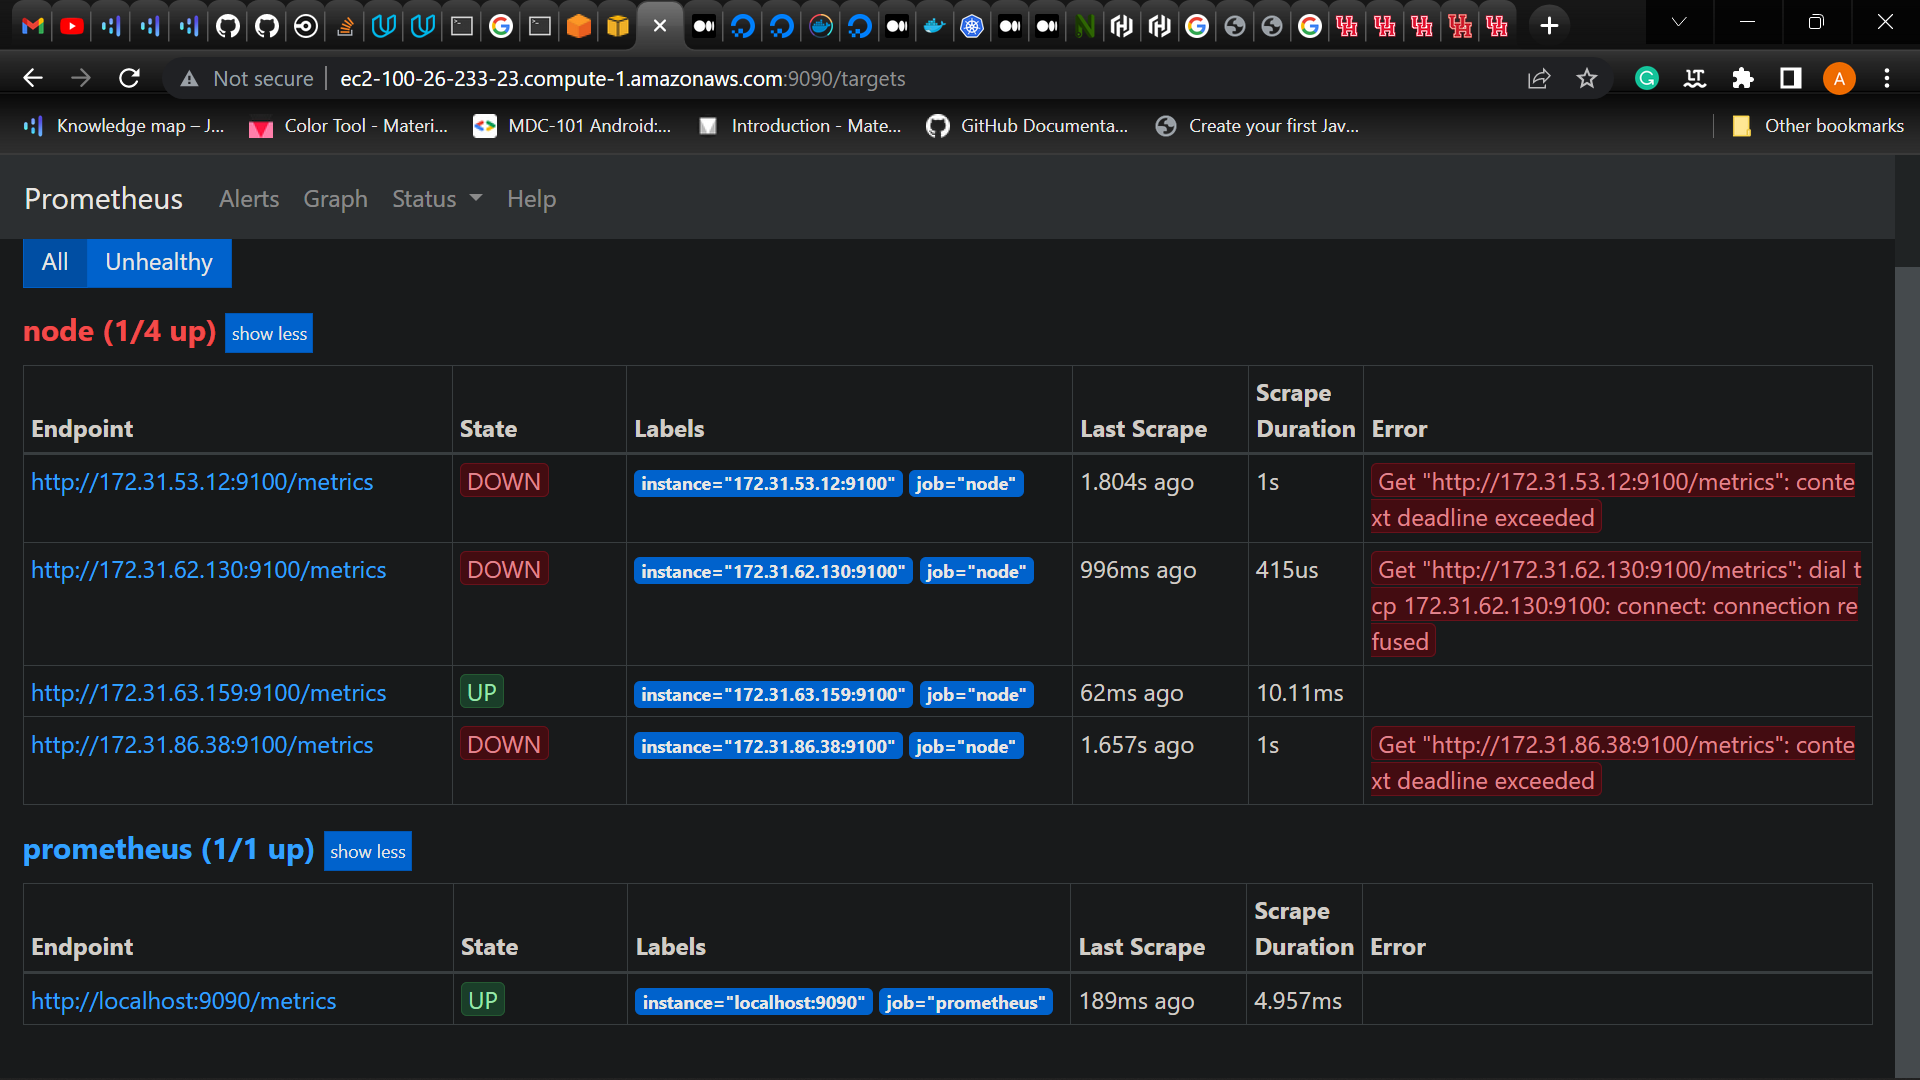 Not secure | ec2-100-26-233-23.compute-1.amazonaws.com:9090/targets
A
Knowledge map – J... Color Tool - Materi... MDC-101 Android:... Introduction - Mate... GitHub Documenta... Create your first Jav... Other bookmarks
Prometheus Alerts Graph Status Help
All Unhealthy
node (1/4 up) show less
Endpoint State Labels Last Scrape Scrape Duration Error
http://172.31.53.12:9100/metrics DOWN instance="172.31.53.12:9100" job="node" 1.804s ago 1s Get "http://172.31.53.12:9100/metrics": conte
xt deadline exceeded
http://172.31.62.130:9100/metrics DOWN instance="172.31.62.130:9100" job="node" 996ms ago 415us Get "http://172.31.62.130:9100/metrics": dial t
cp 172.31.62.130:9100: connect: connection re
fused
http://172.31.63.159:9100/metrics UP instance="172.31.63.159:9100" job="node" 62ms ago 10.11ms
http://172.31.86.38:9100/metrics DOWN instance="172.31.86.38:9100" job="node" 1.657s ago 1s Get "http://172.31.86.38:9100/metrics": conte
xt deadline exceeded
prometheus (1/1 up) show less
Endpoint State Labels Last Scrape Scrape Duration Error
http://localhost:9090/metrics UP instance="localhost:9090" job="prometheus" 189ms ago 4.957ms